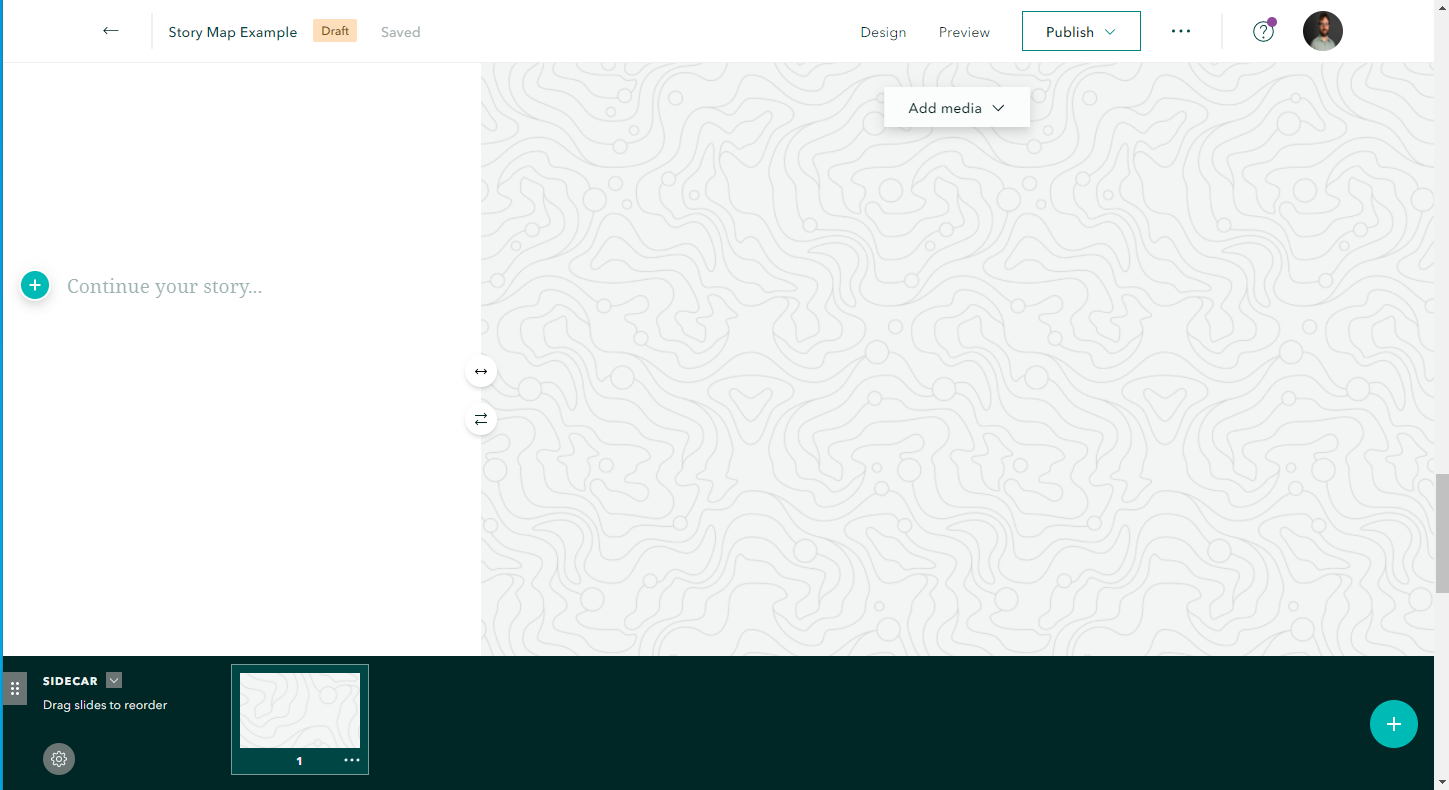 Story Map Example Draft Saved Design Preview Publish ?
Add media
Continue your story...
SIDECAR
Drag slides to reorder
1